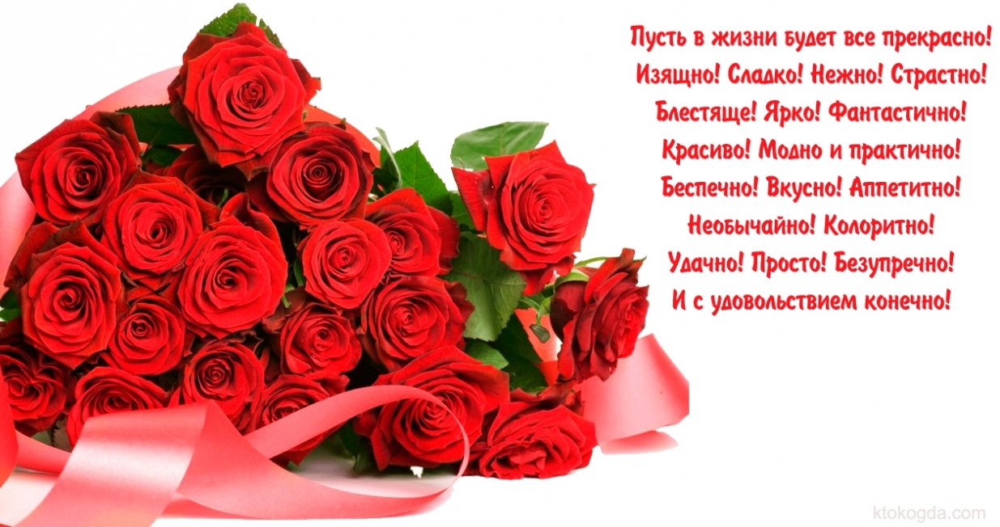 Пусть в жизни будет все прекрасно!
Изящно! Сладко! Нежно! Страстно!
Блестяще! Ярко! Фантастично!
Красиво! Модно и практично!
Беспечно! Вкусно! Аппетитно!
Необычайно! Колоритно!
Удачно! Просто! Безупречно!
И с удовольствием конечно!
ktokogda.com